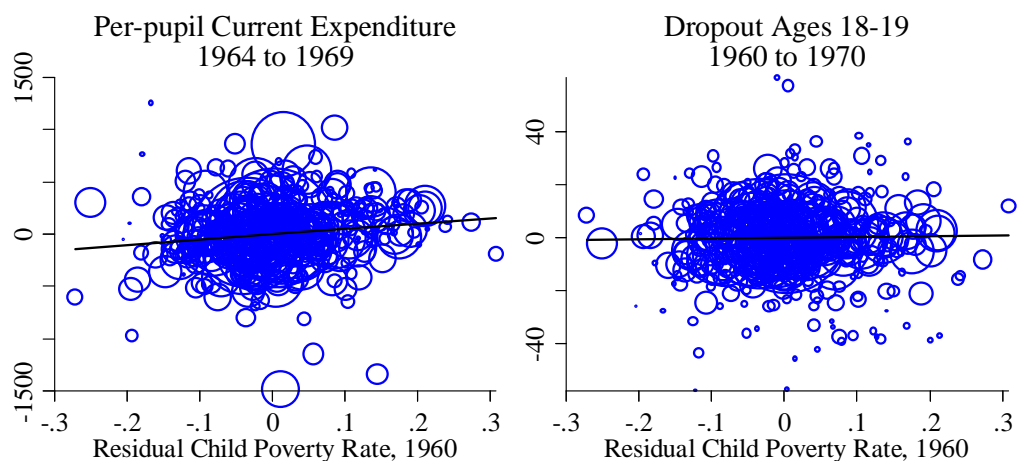 Per-pupil Current Expenditure
1964 to 1969
1500
0
-1500
-.3 -.2 -.1 0 .1 .2 .3
Residual Child Poverty Rate, 1960
Dropout Ages 18-19
1960 to 1970
40
0
-40
-.3 -.2 -.1 0 .1 .2 .3
Residual Child Poverty Rate, 1960